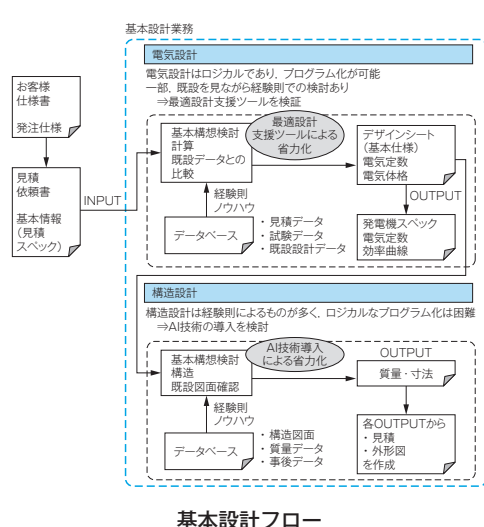 基本設計業務
電気設計
電気設計はロジカルであり，プログラム化が可能
一部，既設を見ながら経験則での検討あり
⇒最適設計支援ツールを検証
お客様
仕様書
発注仕様
見積
依頼書
基本情報
(見積
スペック)
INPUT
基本構想検討
計算
既設データとの
比較
最適設計
支援ツールによる
省力化
デザインシート
(基本仕様)
電気定数
電気体格
経験則
ノウハウ
OUTPUT
データベース
・見積データ
・試験データ
・既設設計データ
発電機スペック
電気定数
効率曲線
構造設計
構造設計は経験則によるものが多く，ロジカルなプログラム化は困難
⇒AI技術の導入を検討
基本構想検討
構造
既設図面確認
AI技術導入
による省力化
OUTPUT
質量・寸法
経験則
ノウハウ
データベース
・構造図面
・質量データ
・事後データ
各OUTPUTから
・見積
・外形図
を作成
基本設計フロー